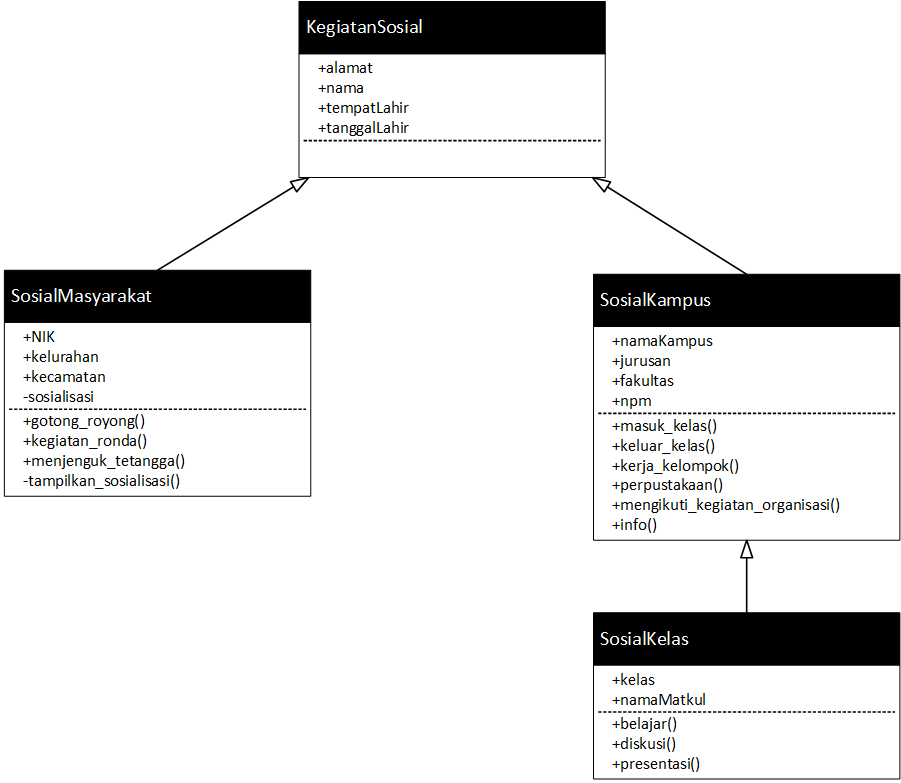 KegiatanSosial
+alamat
+nama
+tempatLahir
+tanggalLahir
SosialMasyarakat
+NIK
+kelurahan
+kecamatan
-sosialisasi
+gotong_royong()
+kegiatan_ronda()
+menjenguk_tetangga()
-tampilkan_sosialisasi()
SosialKampus
+namaKampus
+jurusan
+fakultas
+npm
+masuk_kelas()
+keluar_kelas()
+kerja_kelompok()
+perpustakaan()
+mengikuti_kegiatan_organisasi()
+info()
SosialKelas
+kelas
+namaMatkul
+belajar()
+diskusi()
+presentasi()